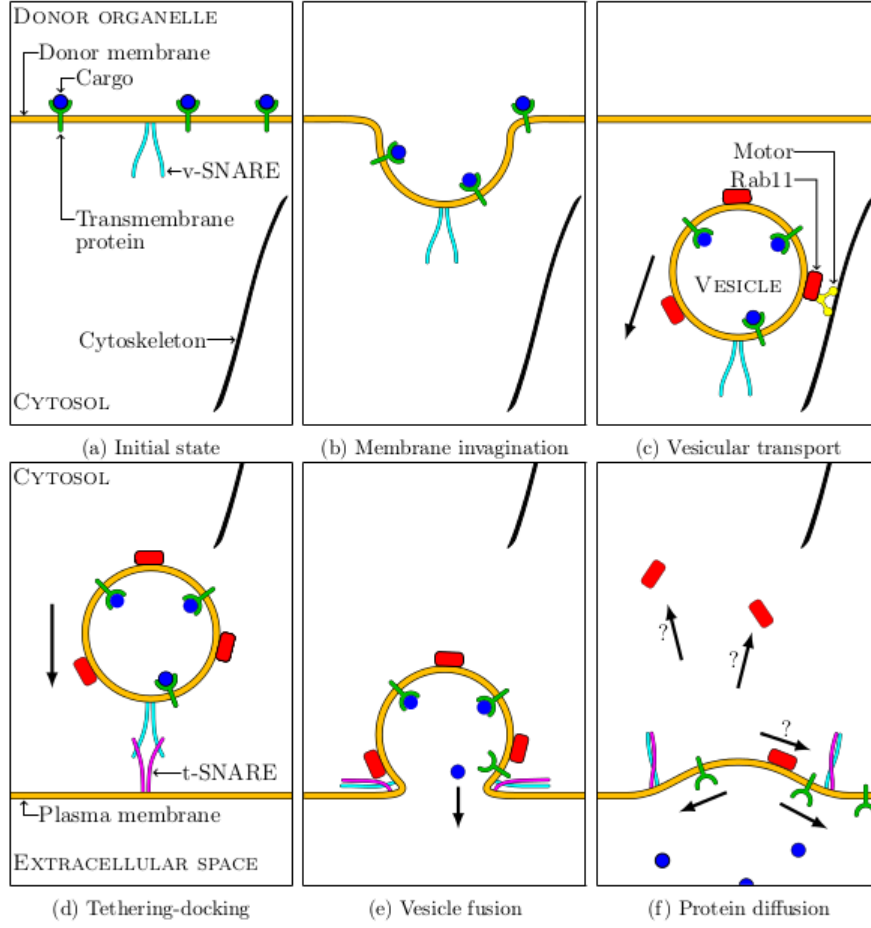 DONOR ORGANELLE
Donor membrane
Cargo
v-SNARE
Transmembrane
protein
Cytoskeleton
CYTOSOL
(a) Initial state
(b) Membrane invagination
Motor
Rab11
VESICLE
(c) Vesicular transport
CYTOSOL
t-SNARE
Plasma membrane
EXTRACELLULAR SPACE
(d) Tethering-docking
(e) Vesicle fusion
?
?
?
(f) Protein diffusion